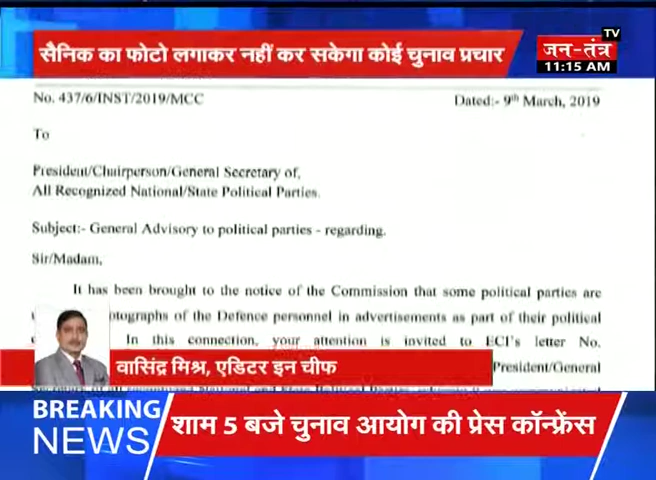 सैनिक का फोटो लगाकर नहीं कर सकेगा कोई चुनाव प्रचार
जन-तंत्र TV
11:15 AM
No. 437/6/INST/2019/MCC Dated:- 9th March, 2019
To
President/Chairperson/General Secretary of,
All Recognized National/State Political Parties.
Subject:- General Advisory to political parties - regarding.
Sir/Madam,
It has been brought to the notice of the Commission that some political parties are
otographs of the Defence personnel in advertisements as part of their political
In this connection, your attention is invited to ECI's letter No.
President/General
वासिंद्र मिश्र, एडिटर इन चीफ
BREAKING
NEWS
शाम 5 बजे चुनाव आयोग की प्रेस कॉन्फ्रेंस